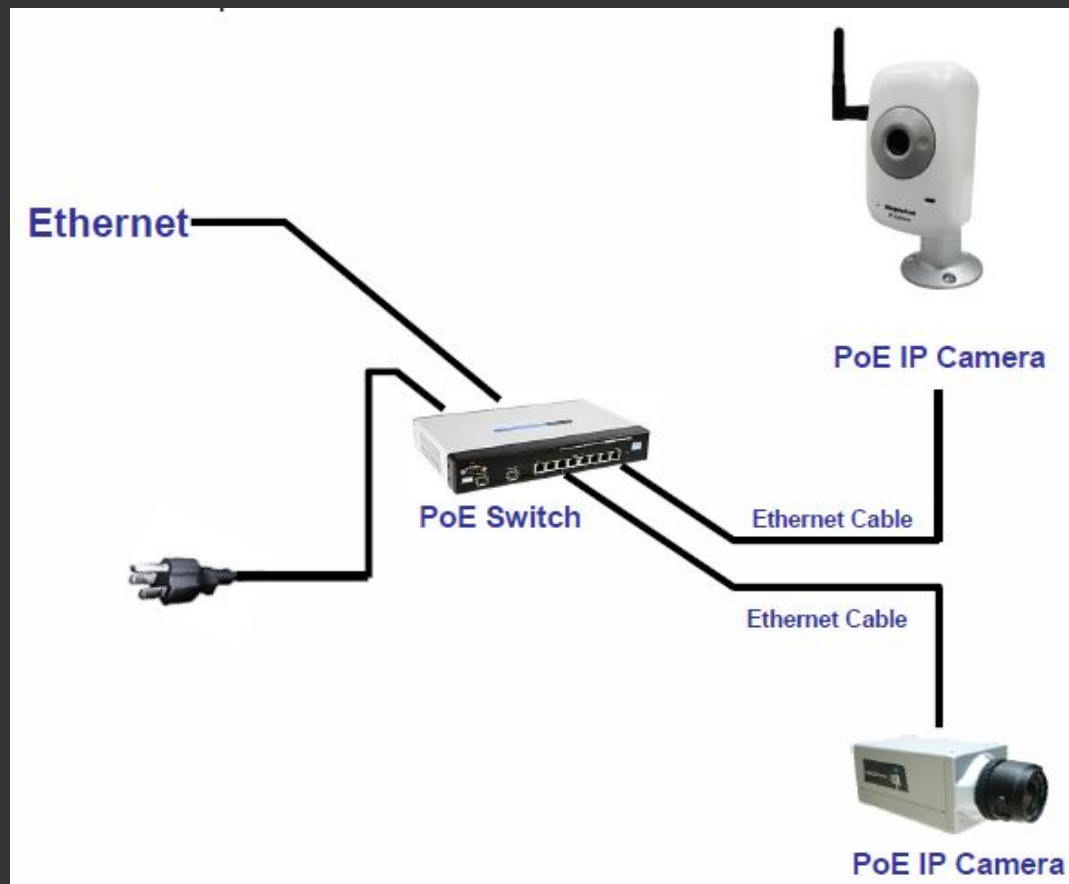 Ethernet
PoE IP Camera
PoE Switch
Ethernet Cable
Ethernet Cable
PoE IP Camera